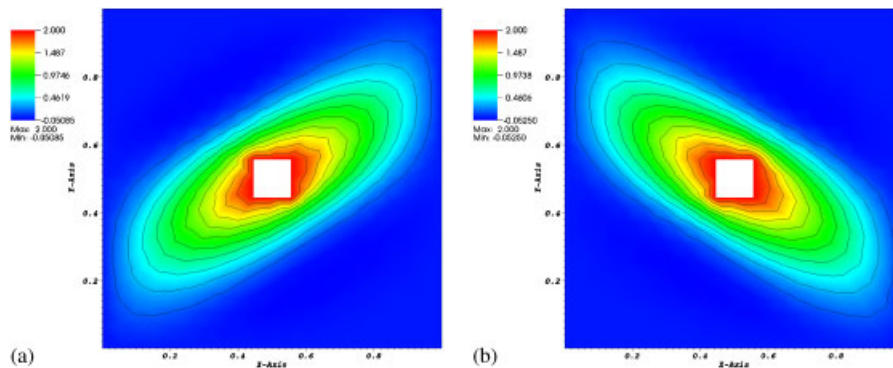 2.000
1.487
0.9746
0.4619
-0.05085
Max: 2.000
Min: -0.05085
Y-Axis
0.8
0.6
0.4
0.2
0.2 0.4 0.6 0.8
X-Axis
(a)
2.000
1.487
0.9738
0.4606
-0.05250
Max: 2.000
Min: -0.05250
Y-Axis
0.8
0.6
0.4
0.2
0.2 0.4 0.6 0.8
X-Axis
(b)